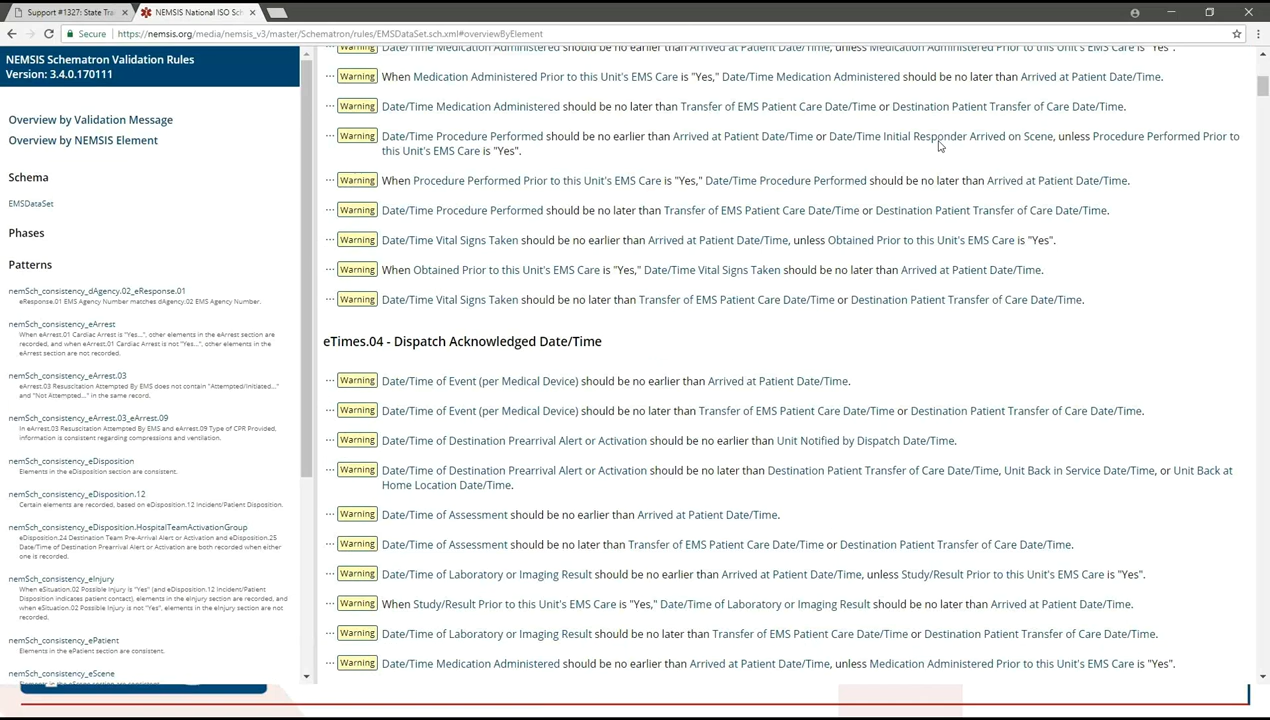 Support #1327: State Tra
NEMSIS National ISO Sch
Secure
https://nemsis.org/media/nemsis_v3/master/Schematron/rules/EMSDataSet.sch.xml#overviewByElement
NEMSIS Schematron Validation Rules
Version: 3.4.0.170111
Overview by Validation Message
Overview by NEMSIS Element
Schema
EMSDataSet
Phases
Patterns
nemSch_consistency_dAgency.02_eResponse.01
eResponse.01 EMS Agency Number matches dAgency.02 EMS Agency Number.
nemSch_consistency_eArrest
When eArrest.01 Cardiac Arrest is "Yes...", other elements in the eArrest section are
recorded, and when eArrest.01 Cardiac Arrest is not "Yes...", other elements in the
eArrest section are not recorded.
nemSch_consistency_eArrest.03
eArrest.03 Resuscitation Attempted By EMS does not contain "Attempted/Initiated..."
and "Not Attempted..." in the same record.
nemSch_consistency_eArrest.03_eArrest.09
In eArrest.03 Resuscitation Attempted By EMS and eArrest.09 Type of CPR Provided,
information is consistent regarding compressions and ventilation.
nemSch_consistency_eDisposition
Elements in the eDisposition section are consistent.
nemSch_consistency_eDisposition.12
Certain elements are recorded, based on eDisposition.12 Incident/Patient Disposition.
nemSch_consistency_eDisposition.HospitalTeamActivationGroup
eDisposition.24 Destination Team Pre-Arrival Alert or Activation and eDisposition.25
Date/Time of Destination Prearrival Alert or Activation are both recorded when either
one is recorded.
nemSch_consistency_eInjury
When eSituation.02 Possible Injury is "Yes" (and eDisposition.12 Incident/Patient
Disposition indicates patient contact), elements in the eInjury section are recorded, and
when eSituation.02 Possible Injury is not "Yes", elements in the eInjury section are not
recorded.
nemSch_consistency_ePatient
Elements in the ePatient section are consistent.
nemSch_consistency_eScene
Elements in the eScene section are consistent.
Warning Date/Time Medication Administered should be no earlier than Arrived at Patient Date/Time, unless Medication Administered Prior to this Unit's EMS Care is "Yes".
Warning When Medication Administered Prior to this Unit's EMS Care is "Yes," Date/Time Medication Administered should be no later than Arrived at Patient Date/Time.
Warning Date/Time Medication Administered should be no later than Transfer of EMS Patient Care Date/Time or Destination Patient Transfer of Care Date/Time.
Warning Date/Time Procedure Performed should be no earlier than Arrived at Patient Date/Time or Date/Time Initial Responder Arrived on Scene, unless Procedure Performed Prior to
this Unit's EMS Care is "Yes".
Warning When Procedure Performed Prior to this Unit's EMS Care is "Yes," Date/Time Procedure Performed should be no later than Arrived at Patient Date/Time.
Warning Date/Time Procedure Performed should be no later than Transfer of EMS Patient Care Date/Time or Destination Patient Transfer of Care Date/Time.
Warning Date/Time Vital Signs Taken should be no earlier than Arrived at Patient Date/Time, unless Obtained Prior to this Unit's EMS Care is "Yes".
Warning When Obtained Prior to this Unit's EMS Care is "Yes," Date/Time Vital Signs Taken should be no later than Arrived at Patient Date/Time.
Warning Date/Time Vital Signs Taken should be no later than Transfer of EMS Patient Care Date/Time or Destination Patient Transfer of Care Date/Time.
eTimes.04 - Dispatch Acknowledged Date/Time
Warning Date/Time of Event (per Medical Device) should be no earlier than Arrived at Patient Date/Time.
Warning Date/Time of Event (per Medical Device) should be no later than Transfer of EMS Patient Care Date/Time or Destination Patient Transfer of Care Date/Time.
Warning Date/Time of Destination Prearrival Alert or Activation should be no earlier than Unit Notified by Dispatch Date/Time.
Warning Date/Time of Destination Prearrival Alert or Activation should be no later than Destination Patient Transfer of Care Date/Time, Unit Back in Service Date/Time, or Unit Back at
Home Location Date/Time.
Warning Date/Time of Assessment should be no earlier than Arrived at Patient Date/Time.
Warning Date/Time of Assessment should be no later than Transfer of EMS Patient Care Date/Time or Destination Patient Transfer of Care Date/Time.
Warning Date/Time of Laboratory or Imaging Result should be no earlier than Arrived at Patient Date/Time, unless Study/Result Prior to this Unit's EMS Care is "Yes".
Warning When Study/Result Prior to this Unit's EMS Care is "Yes," Date/Time of Laboratory or Imaging Result should be no later than Arrived at Patient Date/Time.
Warning Date/Time of Laboratory or Imaging Result should be no later than Transfer of EMS Patient Care Date/Time or Destination Patient Transfer of Care Date/Time.
Warning Date/Time Medication Administered should be no earlier than Arrived at Patient Date/Time, unless Medication Administered Prior to this Unit's EMS Care is "Yes".